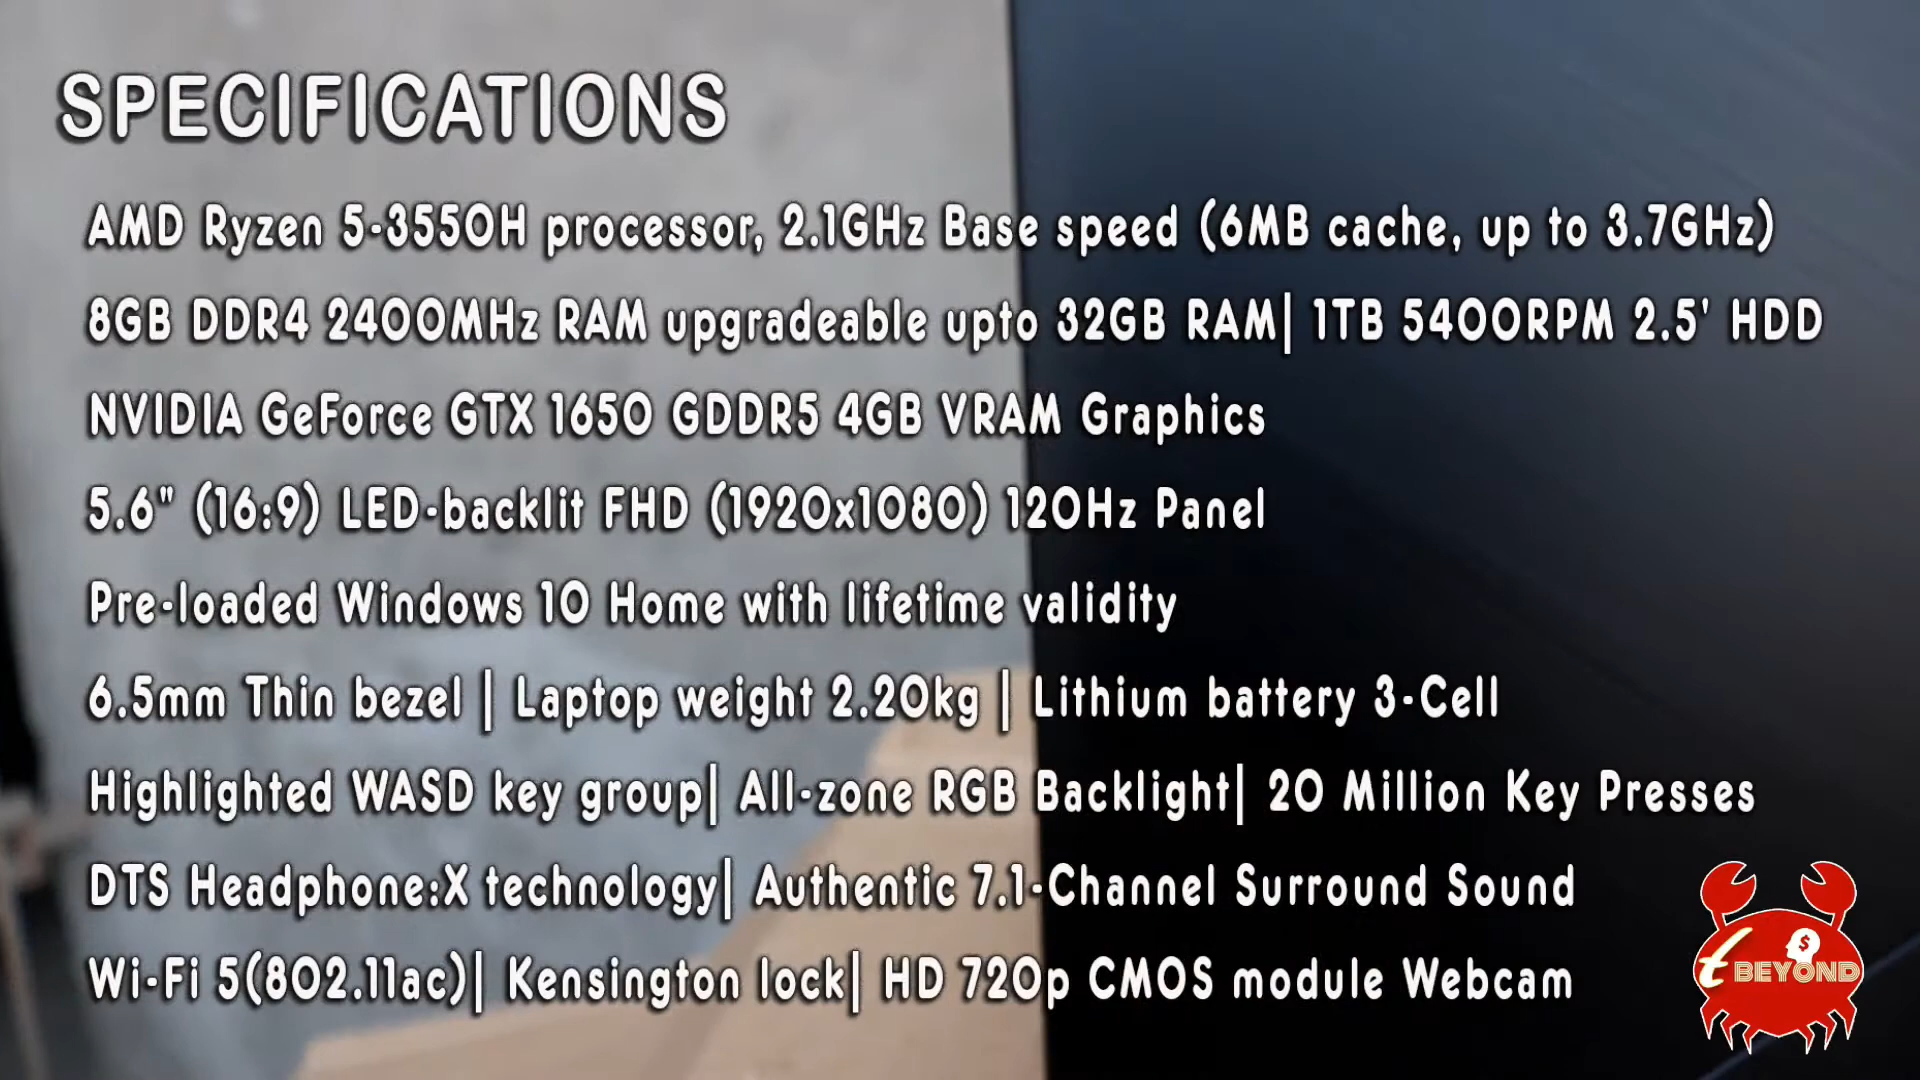 SPECIFICATIONS
AMD Ryzen 5-3550H processor, 2.1GHz Base speed (6MB cache, up to 3.7GHz)
8GB DDR4 2400MHz RAM upgradeable upto 32GB RAM| 1TB 5400RPM 2.5' HDD
NVIDIA GeForce GTX 1650 GDDR5 4GB VRAM Graphics
5.6" (16:9) LED-backlit FHD (1920x1080) 120Hz Panel
Pre-loaded Windows 10 Home with lifetime validity
6.5mm Thin bezel | Laptop weight 2.20kg | Lithium battery 3-Cell
Highlighted WASD key group| All-zone RGB Backlight| 20 Million Key Presses
DTS Headphone:X technology| Authentic 7.1-Channel Surround Sound
Wi-Fi 5(802.11ac)| Kensington lock| HD 720p CMOS module Webcam
$
t BEYOND